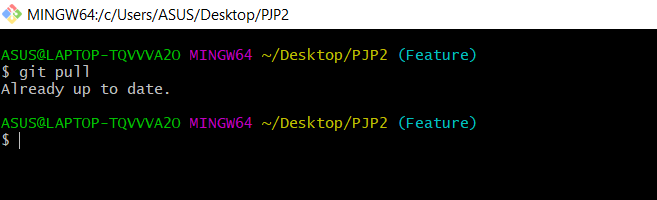 MINGW64:/c/Users/ASUS/Desktop/PJP2
ASUS@LAPTOP-TQVVVA2O MINGW64 ~/Desktop/PJP2 (Feature)
$ git pull
Already up to date.
ASUS@LAPTOP-TQVVVA2O MINGW64 ~/Desktop/PJP2 (Feature)
$